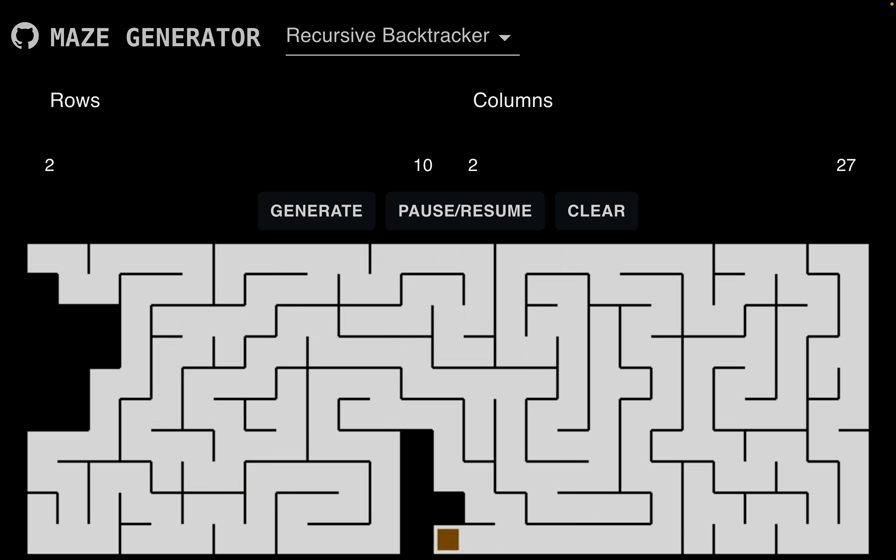 MAZE GENERATOR Recursive Backtracker
Rows Columns
2 10 2 27
GENERATE PAUSE/RESUME CLEAR